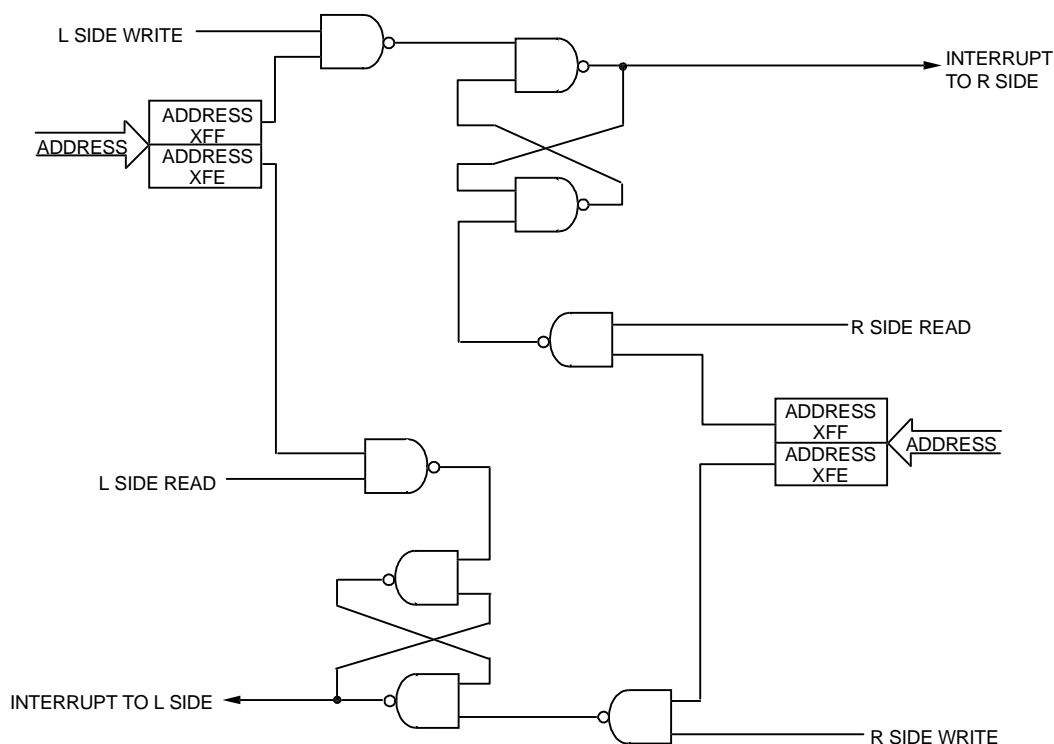 L SIDE WRITE
INTERRUPT
TO R SIDE
ADDRESS
XFF
ADDRESS
ADDRESS
XFE
R SIDE READ
ADDRESS
XFF
ADDRESS
ADDRESS
XFE
L SIDE READ
INTERRUPT TO L SIDE
R SIDE WRITE